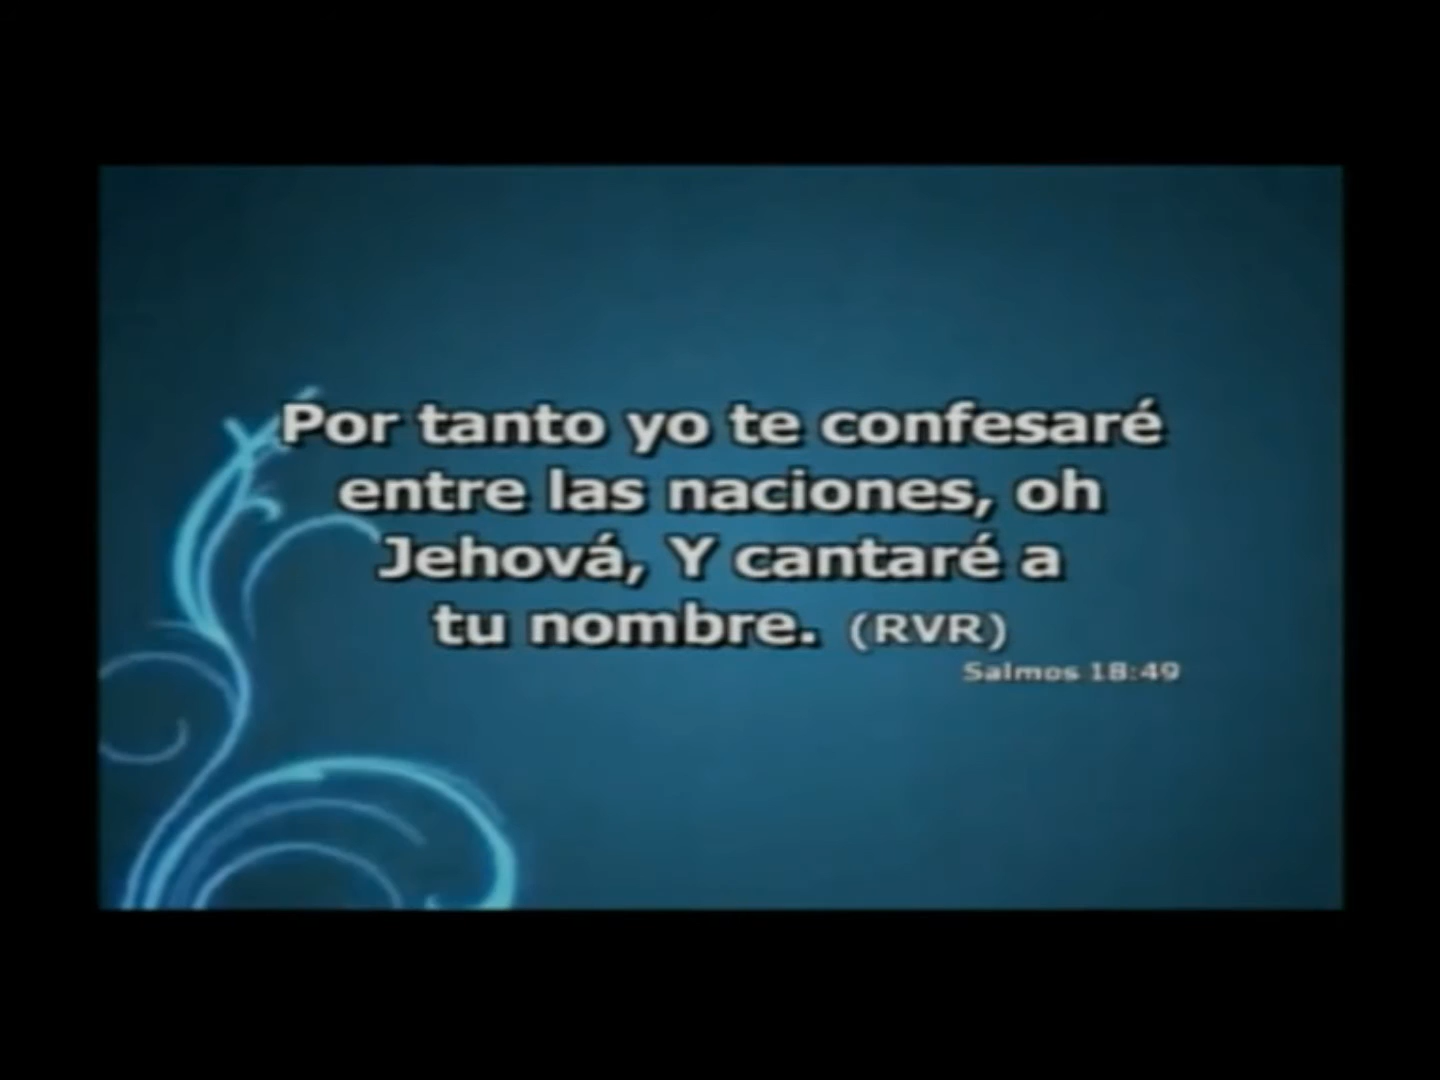 Por tanto yo te confesaré
entre las naciones, oh
Jehová, Y cantaré a
tu nombre. (RVR)
Salmos 18:49